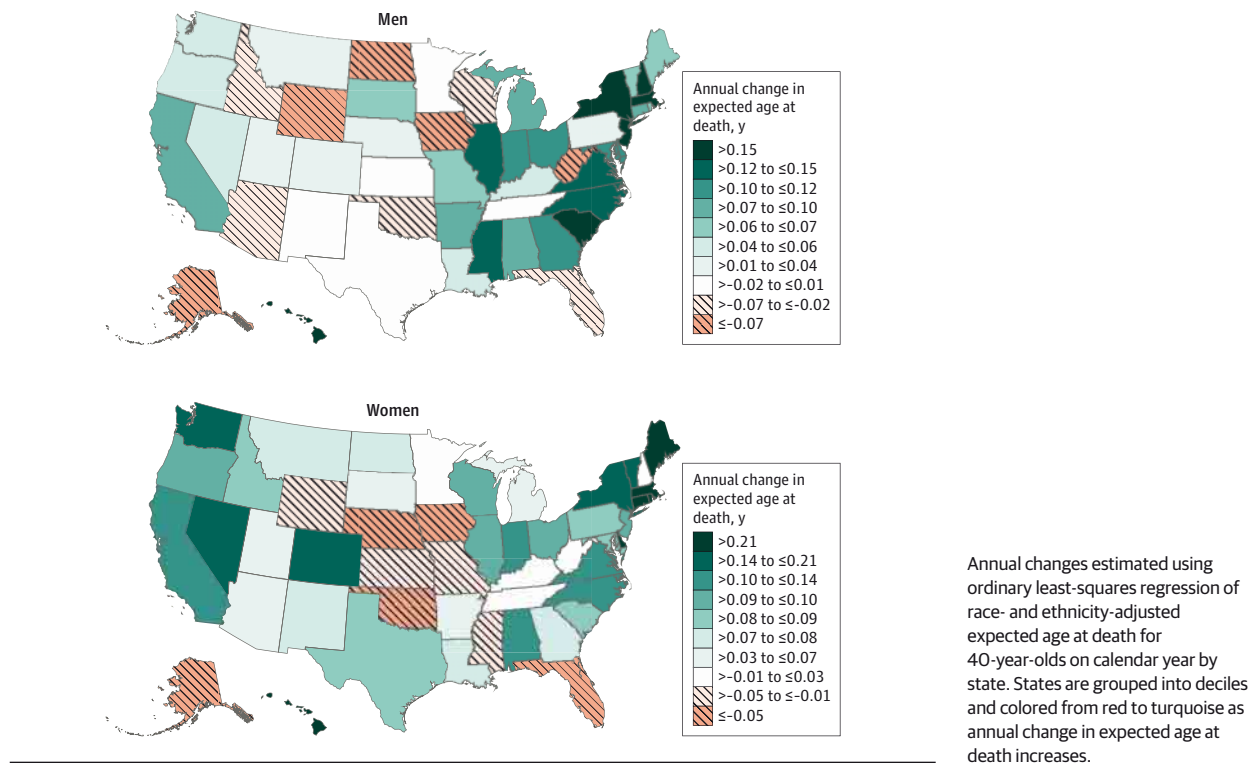 Men
Annual change in
expected age at
death, y
>0.15
>0.12 to ≤0.15
>0.10 to ≤0.12
>0.07 to ≤0.10
>0.06 to ≤0.07
>0.04 to ≤0.06
>0.01 to ≤0.04
>-0.02 to ≤0.01
>-0.07 to ≤-0.02
≤-0.07
Women
Annual change in
expected age at
death, y
>0.21
>0.14 to ≤0.21
>0.10 to ≤0.14
>0.09 to ≤0.10
>0.08 to ≤0.09
>0.07 to ≤0.08
>0.03 to ≤0.07
>-0.01 to ≤0.03
>-0.05 to ≤-0.01
≤-0.05
Annual changes estimated using
ordinary least-squares regression of
race- and ethnicity-adjusted
expected age at death for
40-year-olds on calendar year by
state. States are grouped into deciles
and colored from red to turquoise as
annual change in expected age at
death increases.